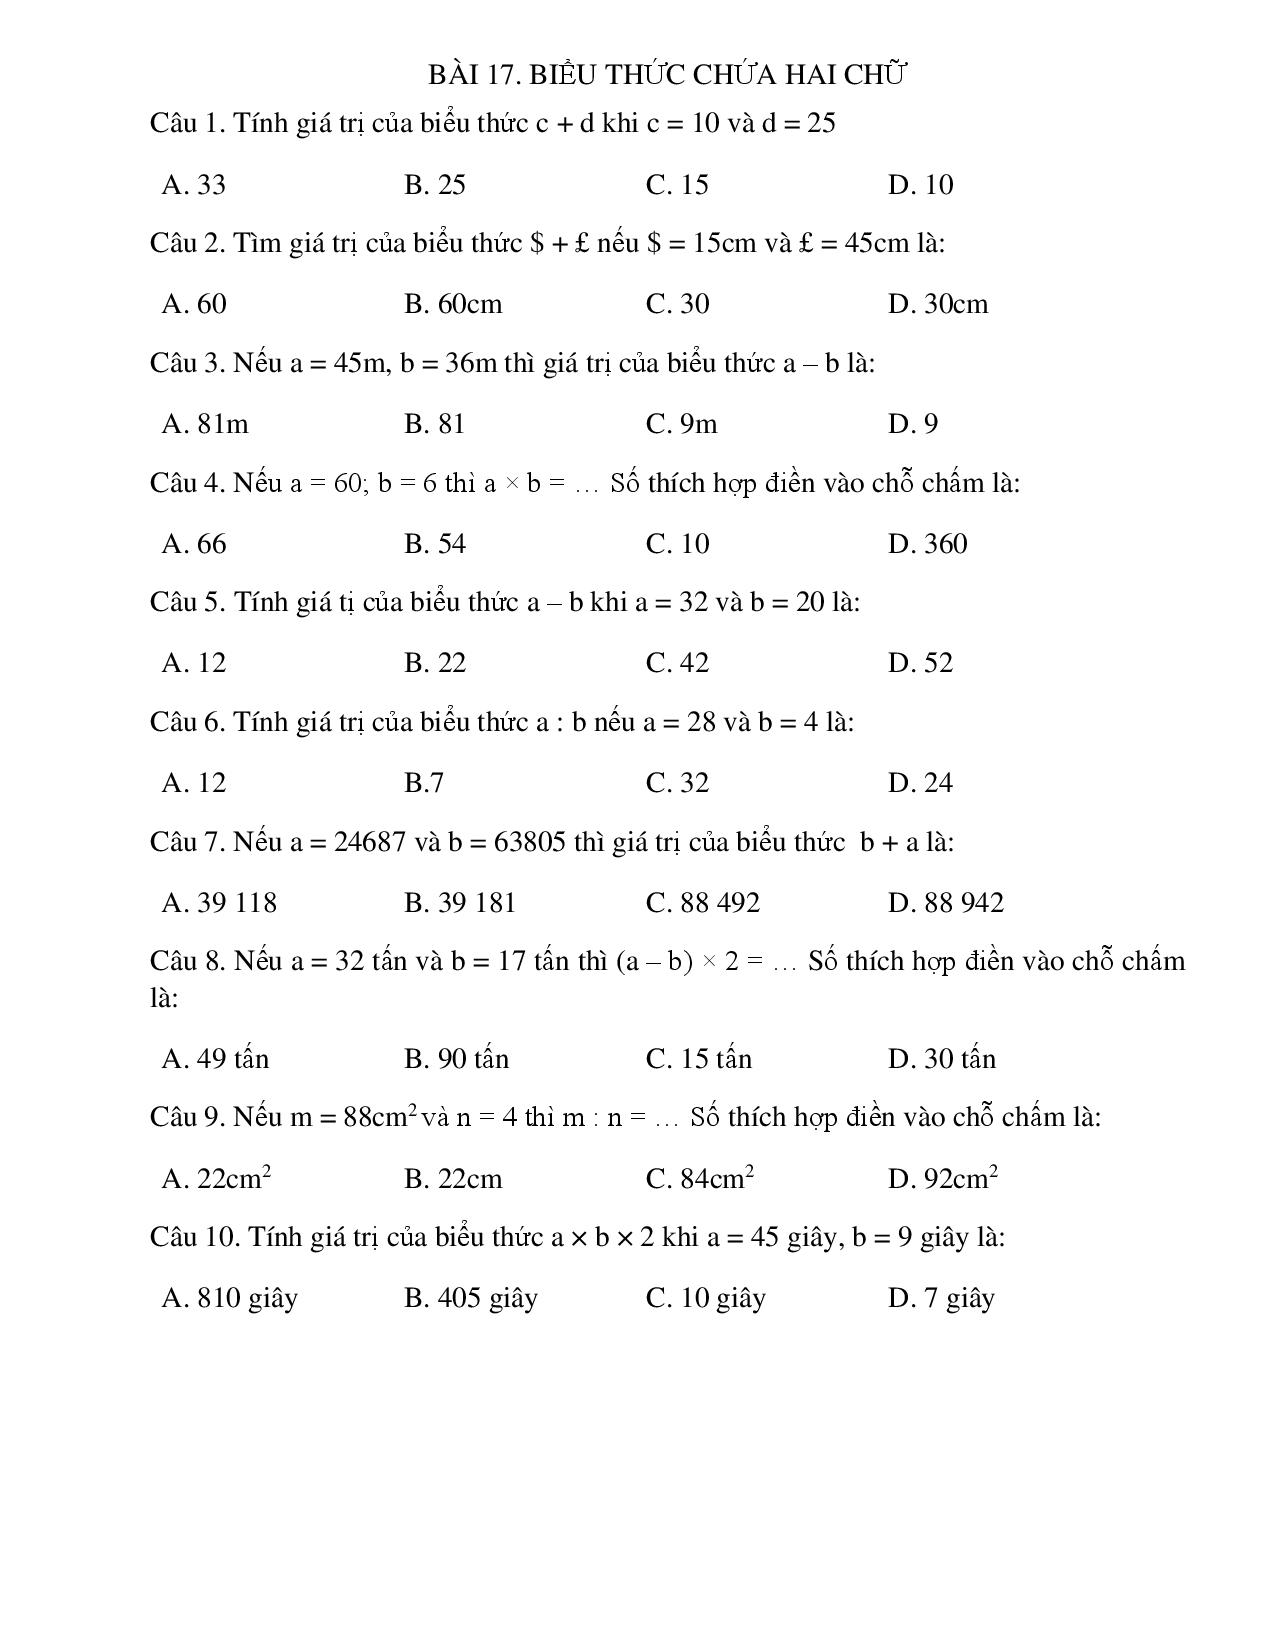 BÀI 17. BIỂU THỨC CHỨA HAI CHỮ
Câu 1. Tính giá trị của biểu thức c + d khi c = 10 và d = 25
A. 33 B. 25 C. 15 D. 10
Câu 2. Tìm giá trị của biểu thức $ + £ nếu $ = 15cm và £ = 45cm là:
A. 60 B. 60cm C. 30 D. 30cm
Câu 3. Nếu a = 45m, b = 36m thì giá trị của biểu thức a – b là:
A. 81m B. 81 C. 9m D. 9
Câu 4. Nếu a = 60; b = 6 thì a × b = … Số thích hợp điền vào chỗ chấm là:
A. 66 B. 54 C. 10 D. 360
Câu 5. Tính giá tị của biểu thức a – b khi a = 32 và b = 20 là:
A. 12 B. 22 C. 42 D. 52
Câu 6. Tính giá trị của biểu thức a : b nếu a = 28 và b = 4 là:
A. 12 B.7 C. 32 D. 24
Câu 7. Nếu a = 24687 và b = 63805 thì giá trị của biểu thức  b + a là:
A. 39 118 B. 39 181 C. 88 492 D. 88 942
Câu 8. Nếu a = 32 tấn và b = 17 tấn thì (a – b) × 2 = … Số thích hợp điền vào chỗ chấm
là:
A. 49 tấn B. 90 tấn C. 15 tấn D. 30 tấn
Câu 9. Nếu m = 88cm² và n = 4 thì m : n = … Số thích hợp điền vào chỗ chấm là:
A. 22cm² B. 22cm C. 84cm² D. 92cm²
Câu 10. Tính giá trị của biểu thức a × b × 2 khi a = 45 giây, b = 9 giây là:
A. 810 giây B. 405 giây C. 10 giây D. 7 giây